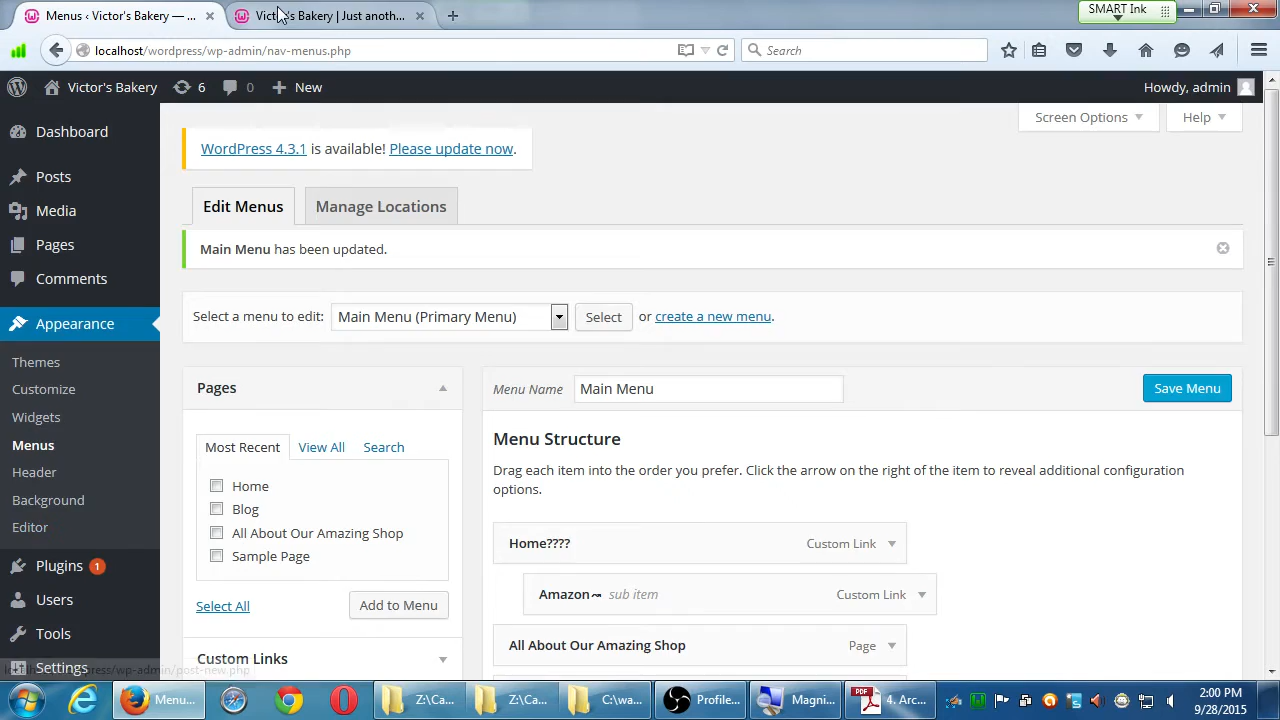 Menus ‹ Victor's Bakery — ...
Victor's Bakery | Just anoth...
SMART Ink
localhost/wordpress/wp-admin/nav-menus.php
Search
Victor's Bakery
6
0
New
Howdy, admin
Dashboard
Posts
Media
Pages
Comments
Appearance
Themes
Customize
Widgets
Menus
Header
Background
Editor
Plugins 1
Users
Tools
Settings
Screen Options
Help
WordPress 4.3.1 is available! Please update now.
Edit Menus
Manage Locations
Main Menu has been updated.
Select a menu to edit:
Main Menu (Primary Menu)
Select
or create a new menu.
Pages
Most Recent
View All
Search
Home
Blog
All About Our Amazing Shop
Sample Page
Select All
Add to Menu
Custom Links
Menu Name
Main Menu
Save Menu
Menu Structure
Drag each item into the order you prefer. Click the arrow on the right of the item to reveal additional configuration
options.
Home????
Custom Link
Amazon
sub item
Custom Link
All About Our Amazing Shop
Page
Menu...
Z:\Ca...
Z:\Ca...
C:\wa...
Profile...
Magni...
PDF
4. Arc...
2:00 PM
9/28/2015